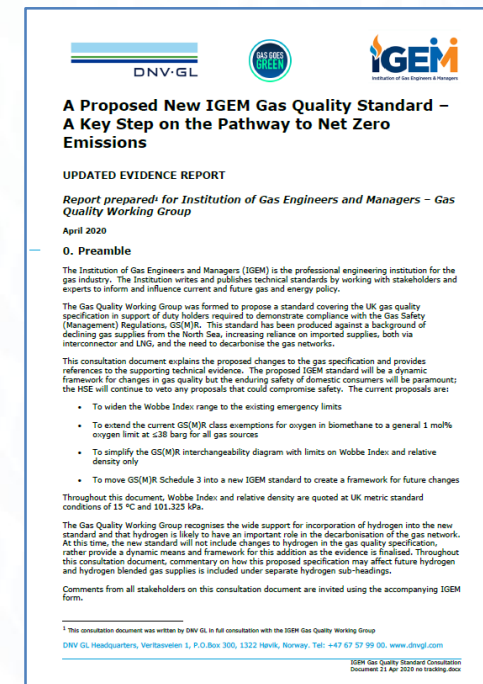 DNV·GL
GAS GOES
GREEN
IGEM
Institution of Gas Engineers & Managers
A Proposed New IGEM Gas Quality Standard –
A Key Step on the Pathway to Net Zero
Emissions
UPDATED EVIDENCE REPORT
Report prepared¹ for Institution of Gas Engineers and Managers – Gas
Quality Working Group
April 2020
0. Preamble
The Institution of Gas Engineers and Managers (IGEM) is the professional engineering institution for the
gas industry. The Institution writes and publishes technical standards by working with stakeholders and
experts to inform and influence current and future gas and energy policy.
The Gas Quality Working Group was formed to propose a standard covering the UK gas quality
specification in support of duty holders required to demonstrate compliance with the Gas Safety
(Management) Regulations, GS(M)R. This standard has been produced against a background of
declining gas supplies from the North Sea, increasing reliance on imported supplies, both via
interconnector and LNG, and the need to decarbonise the gas networks.
This consultation document explains the proposed changes to the gas specification and provides
references to the supporting technical evidence. The proposed IGEM standard will be a dynamic
framework for changes in gas quality but the enduring safety of domestic consumers will be paramount;
the HSE will continue to veto any proposals that could compromise safety. The current proposals are:
• To widen the Wobbe Index range to the existing emergency limits
• To extend the current GS(M)R class exemptions for oxygen in biomethane to a general 1 mol%
oxygen limit at ≤38 barg for all gas sources
• To simplify the GS(M)R interchangeability diagram with limits on Wobbe Index and relative
density only
• To move GS(M)R Schedule 3 into a new IGEM standard to create a framework for future changes
Throughout this document, Wobbe Index and relative density are quoted at UK metric standard
conditions of 15 ºC and 101.325 kPa.
The Gas Quality Working Group recognises the wide support for incorporation of hydrogen into the new
standard and that hydrogen is likely to have an important role in the decarbonisation of the gas network.
At this time, the new standard will not include changes to hydrogen in the gas quality specification,
rather provide a dynamic means and framework for this addition as the evidence is finalised. Throughout
this consultation document, commentary on how this proposed specification may affect future hydrogen
and hydrogen blended gas supplies is included under separate hydrogen sub-headings.
Comments from all stakeholders on this consultation document are invited using the accompanying IGEM
form.
¹ This consultation document was written by DNV GL in full consultation with the IGEM Gas Quality Working Group
DNV GL Headquarters, Veritasveien 1, P.O.Box 300, 1322 Høvik, Norway. Tel: +47 67 57 99 00. www.dnvgl.com
IGEM Gas Quality Standard Consultation
Document 21 Apr 2020 no tracking.docx